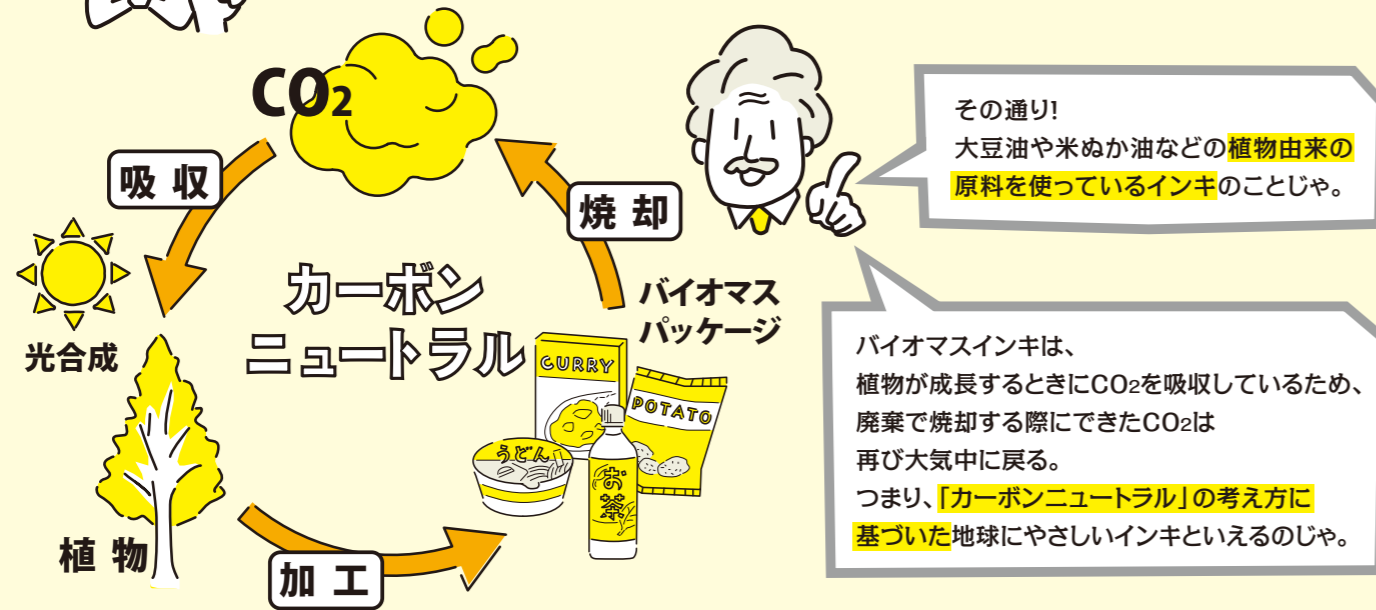 CO2
吸収
焼却
光合成
カーボン
ニュートラル
バイオマス
パッケージ
CURRY
POTATO
うどん
お茶
植物
加工
その通り!
大豆油や米ぬか油などの植物由来の
原料を使っているインキのことじゃ。
バイオマスインキは、
植物が成長するときにCO2を吸収しているため、
廃棄で焼却する際にできたCO2は
再び大気中に戻る。
つまり、「カーボンニュートラル」の考え方に
基づいた地球にやさしいインキといえるのじゃ。